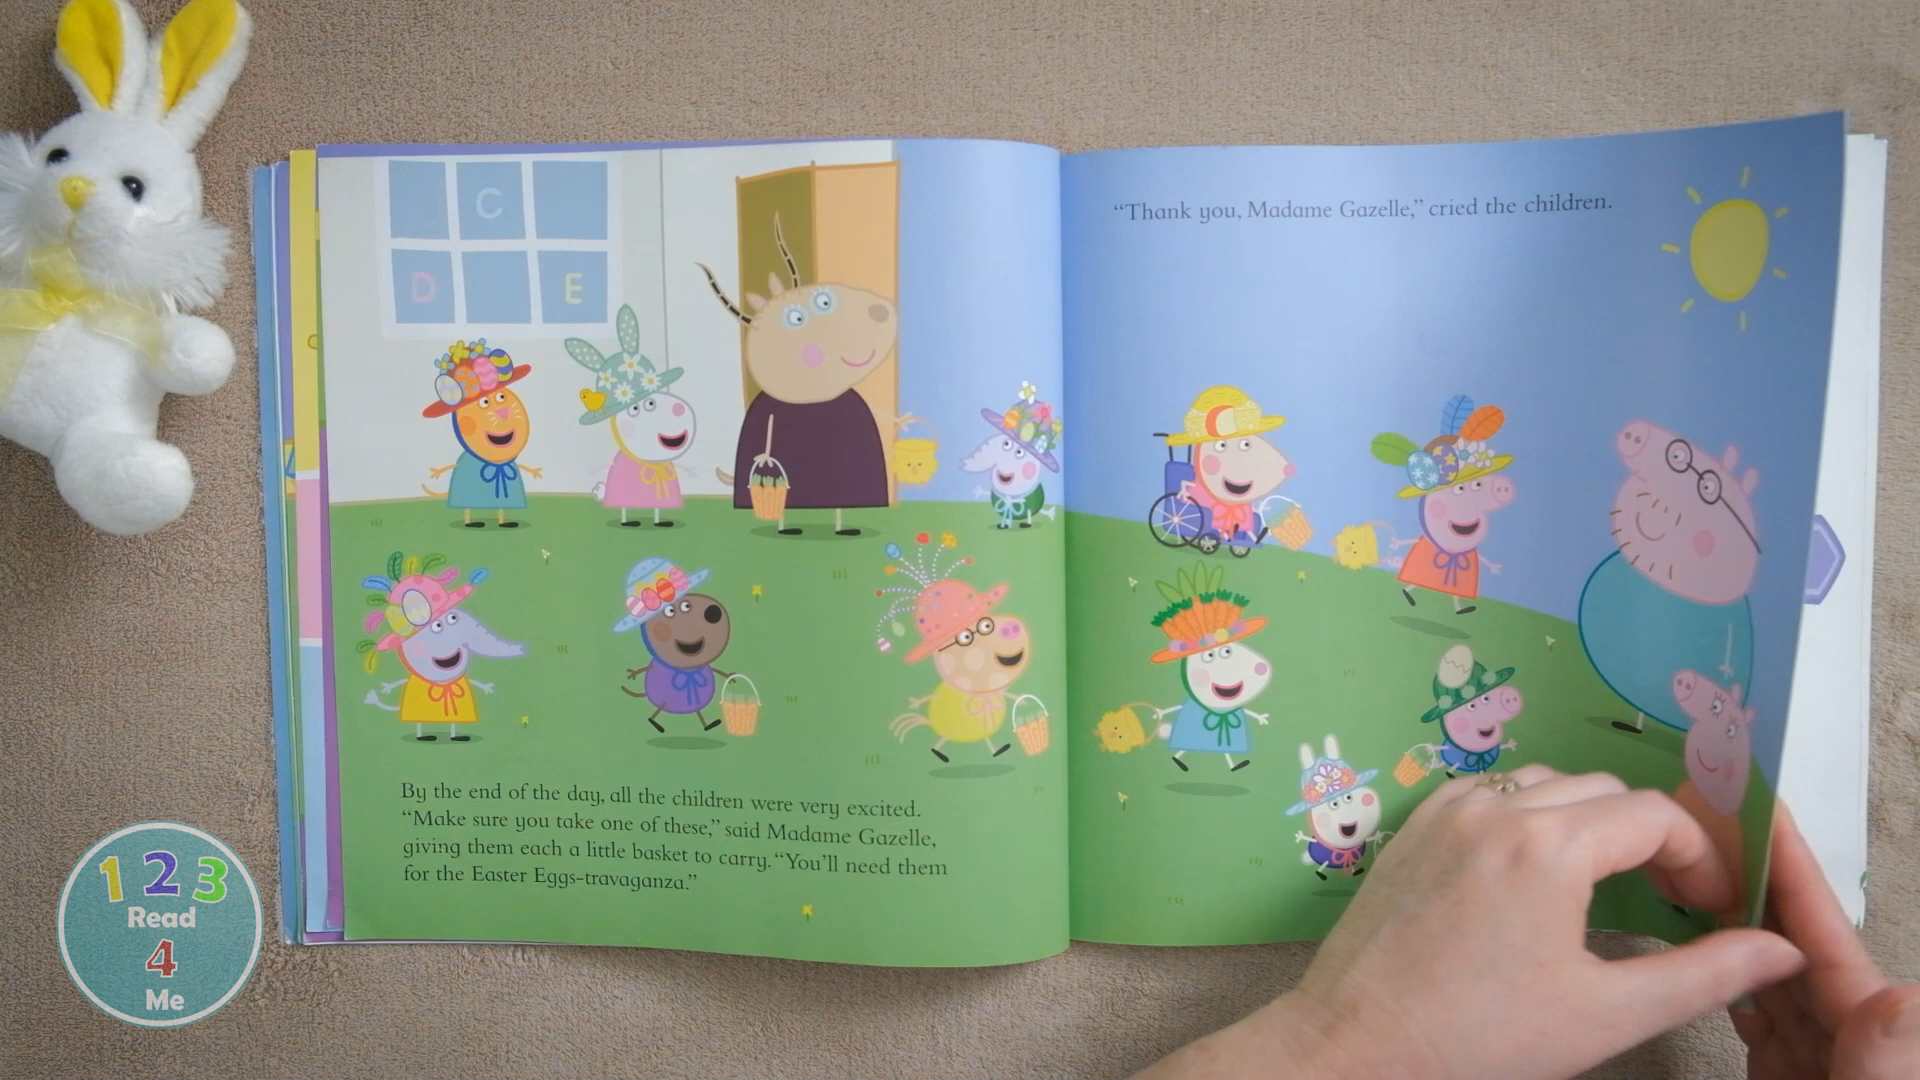 C
D E
By the end of the day, all the children were very excited.
“Make sure you take one of these,” said Madame Gazelle,
giving them each a little basket to carry. “You’ll need them
for the Easter Eggs-travaganza.”
“Thank you, Madame Gazelle,” cried the children.
1 2 3
Read
4
Me